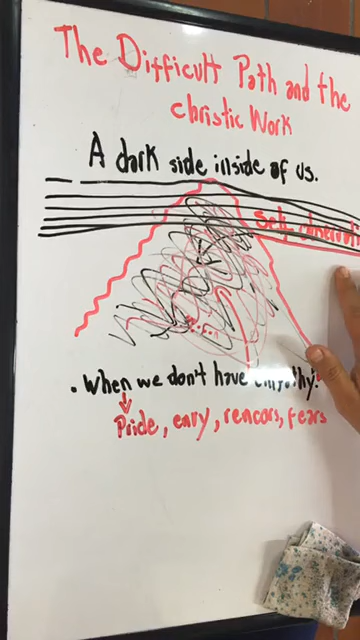 The Difficult Path and the
christic Work
A dark side inside of us.
self
. When we don't have empathy:
Pride, envy, rencors, fears